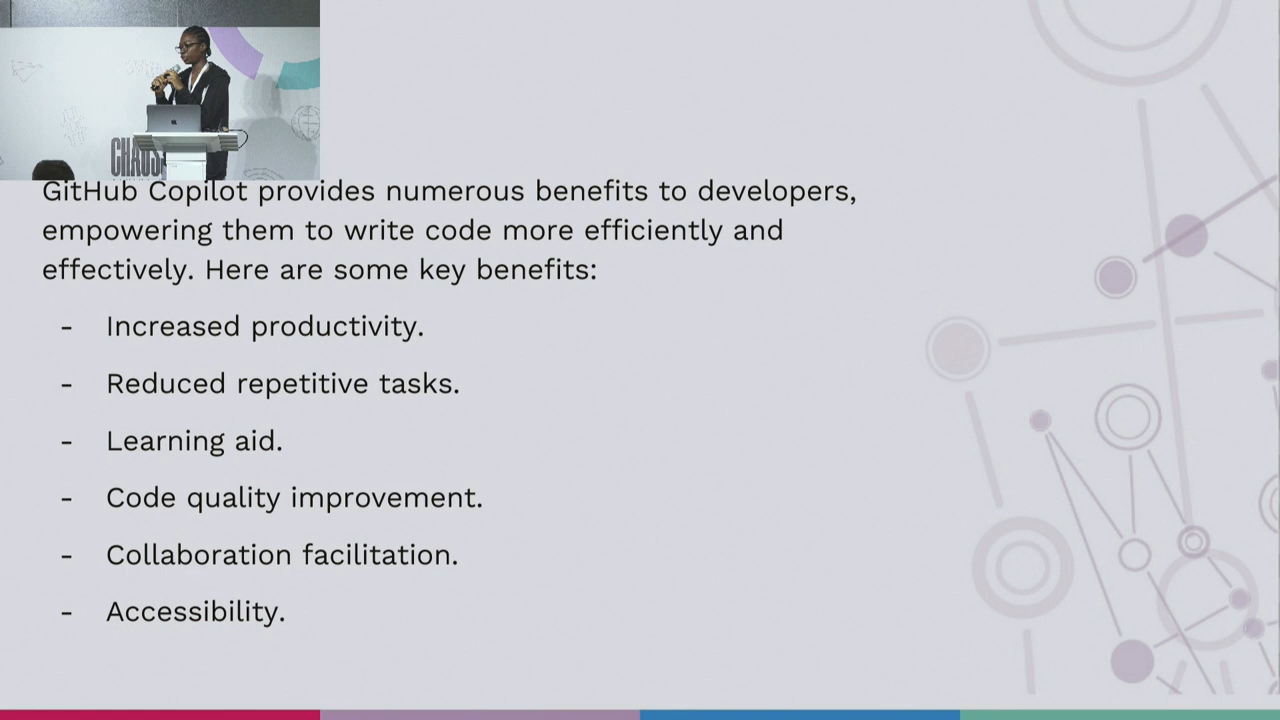 CHAOS
GitHub Copilot provides numerous benefits to developers,
empowering them to write code more efficiently and
effectively. Here are some key benefits:
- Increased productivity.
- Reduced repetitive tasks.
- Learning aid.
- Code quality improvement.
- Collaboration facilitation.
- Accessibility.